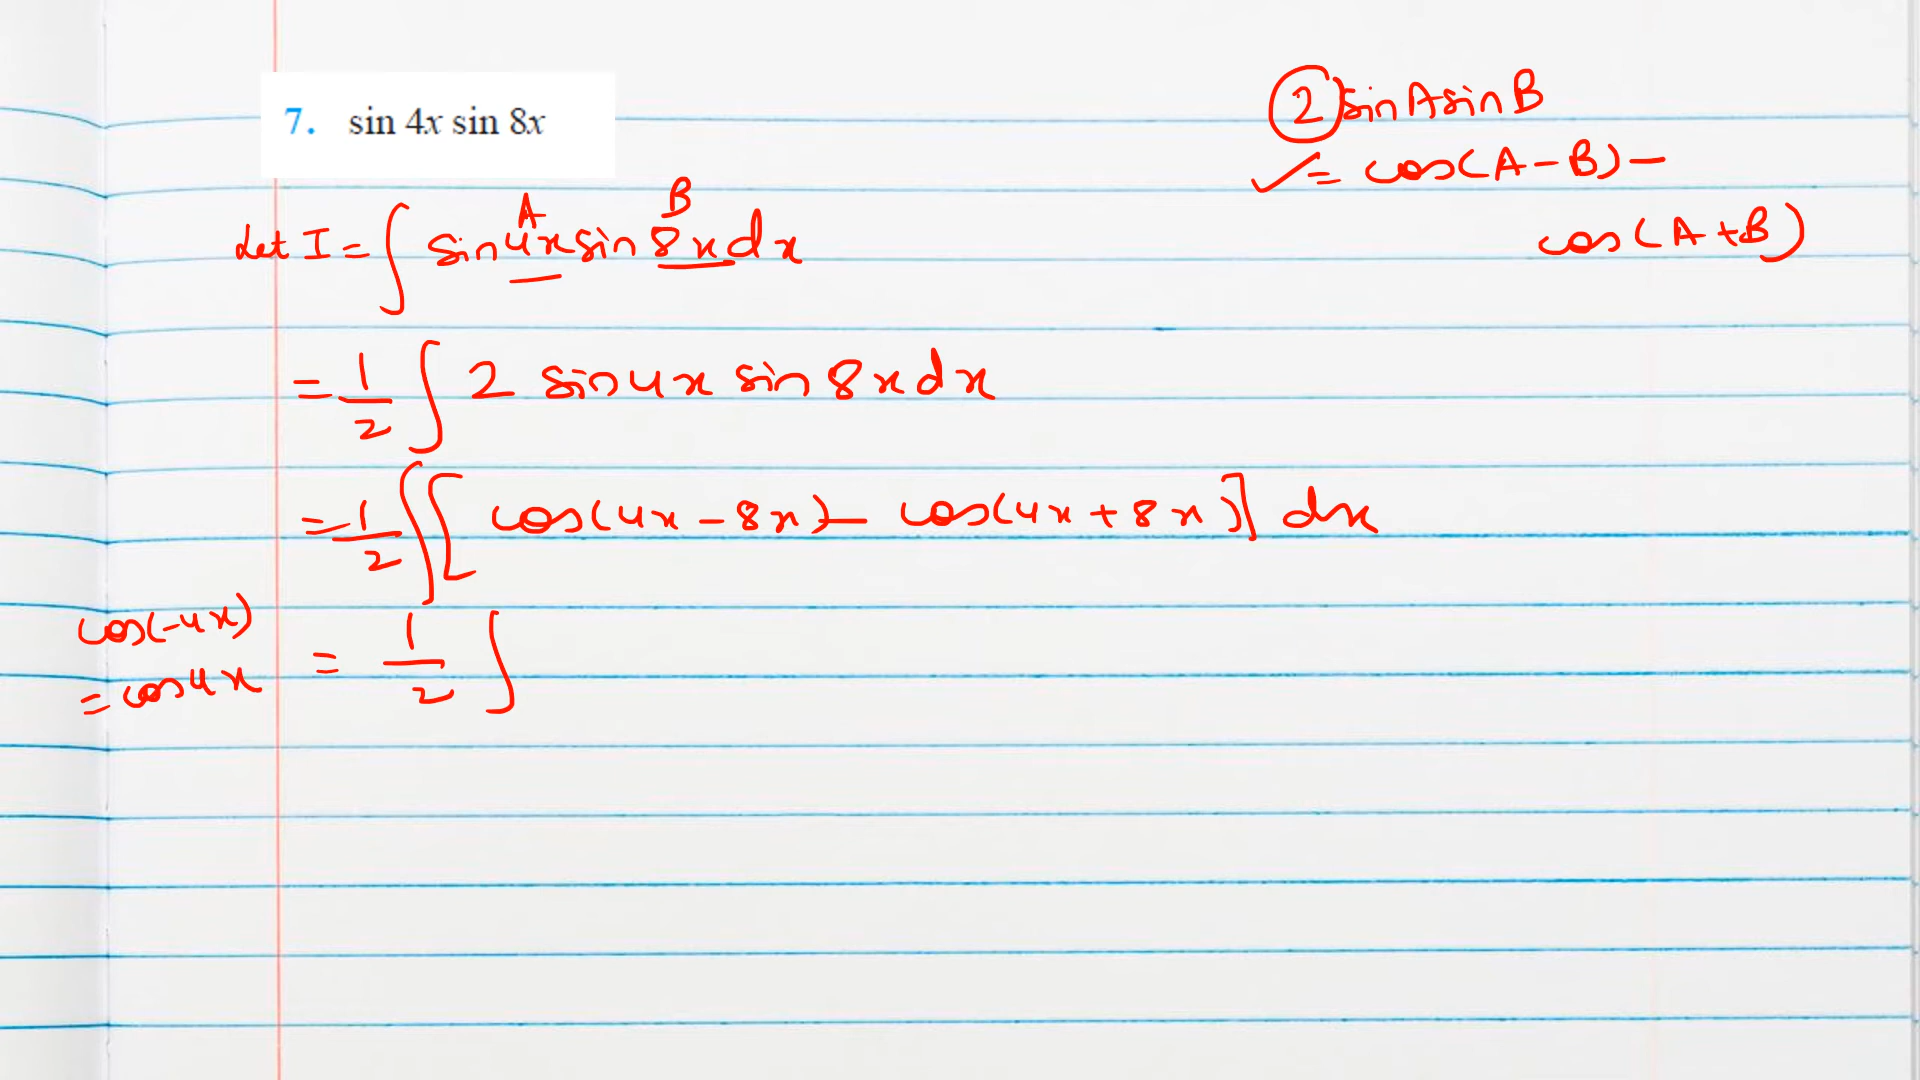 7. sin 4x sin 8x
2 sin A sin B
= cos(A - B) -
cos(A + B)
A B
Let I = ∫ sin 4x sin 8x dx
= 1/2 ∫ 2 sin 4x sin 8x dx
= 1/2 ∫ [cos(4x - 8x) - cos(4x + 8x)] dx
cos(-4x)
= cos 4x
= 1/2 ∫